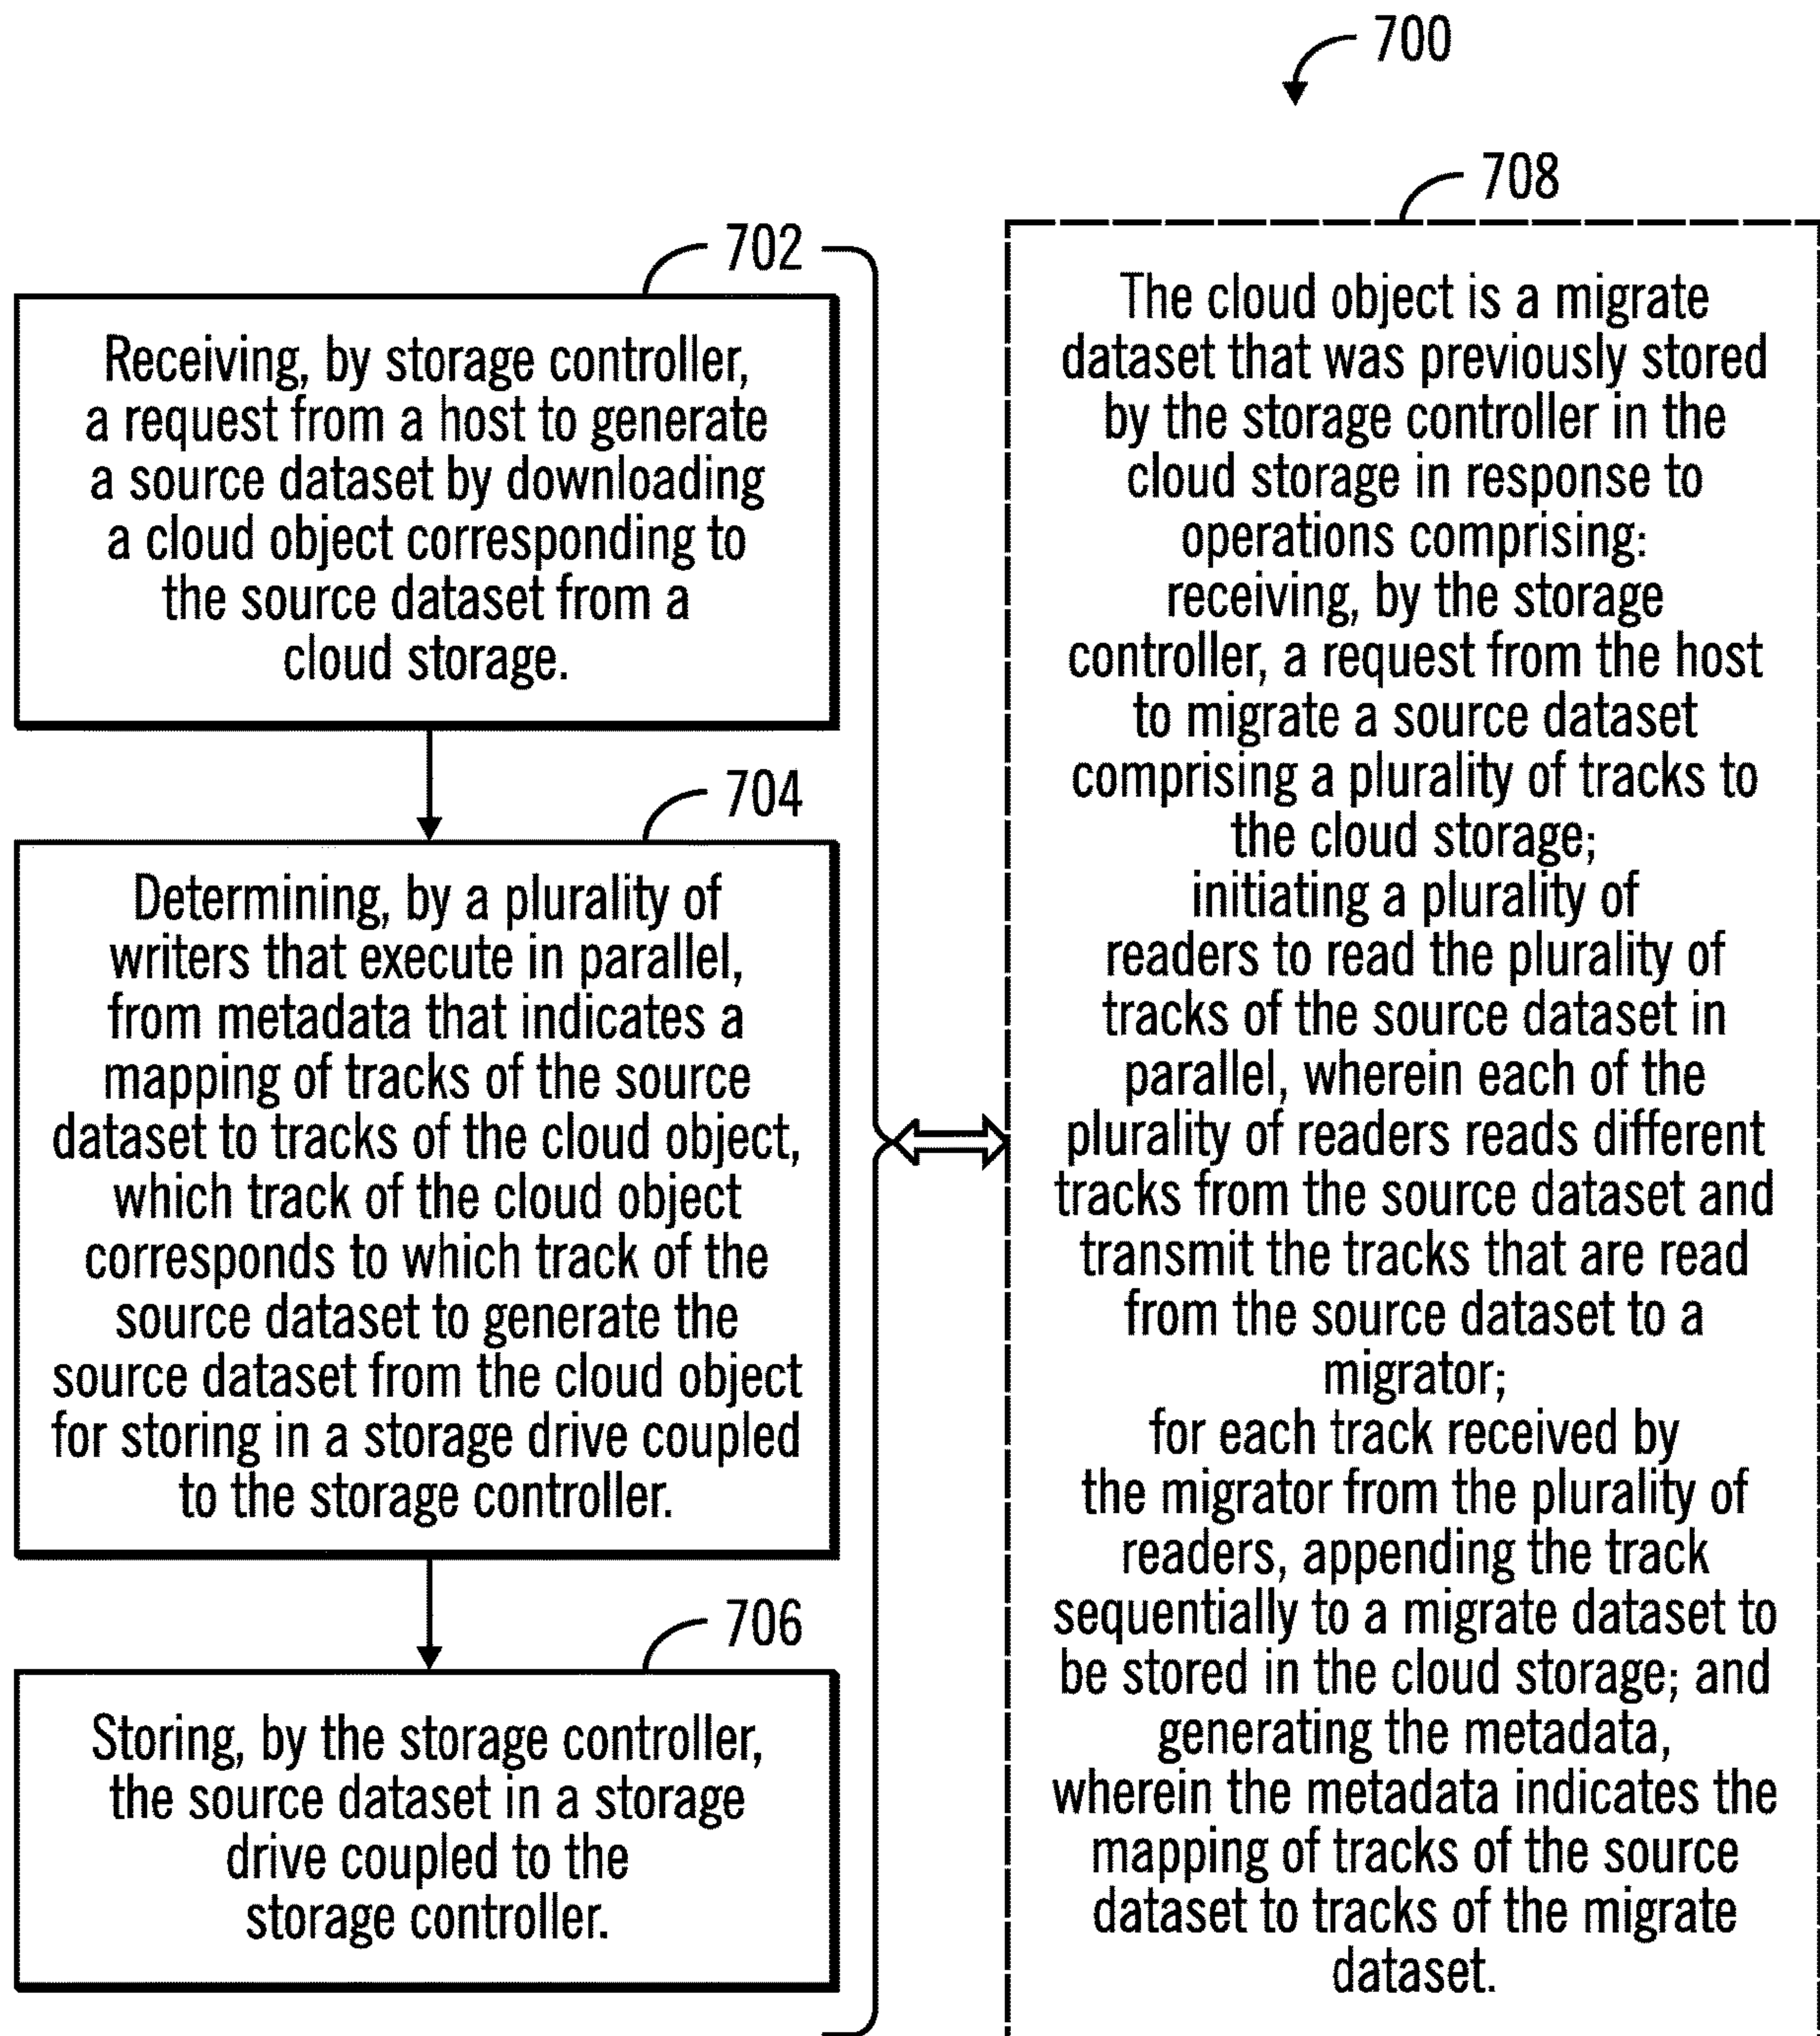 700
702
Receiving, by storage controller,
a request from a host to generate
a source dataset by downloading
a cloud object corresponding to
the source dataset from a
cloud storage.
704
Determining, by a plurality of
writers that execute in parallel,
from metadata that indicates a
mapping of tracks of the source
dataset to tracks of the cloud object,
which track of the cloud object
corresponds to which track of the
source dataset to generate the
source dataset from the cloud object
for storing in a storage drive coupled
to the storage controller.
706
Storing, by the storage controller,
the source dataset in a storage
drive coupled to the
storage controller.
708
The cloud object is a migrate
dataset that was previously stored
by the storage controller in the
cloud storage in response to
operations comprising:
receiving, by the storage
controller, a request from the host
to migrate a source dataset
comprising a plurality of tracks to
the cloud storage;
initiating a plurality of
readers to read the plurality of
tracks of the source dataset in
parallel, wherein each of the
plurality of readers reads different
tracks from the source dataset and
transmit the tracks that are read
from the source dataset to a
migrator;
for each track received by
the migrator from the plurality of
readers, appending the track
sequentially to a migrate dataset to
be stored in the cloud storage; and
generating the metadata,
wherein the metadata indicates the
mapping of tracks of the source
dataset to tracks of the migrate
dataset.